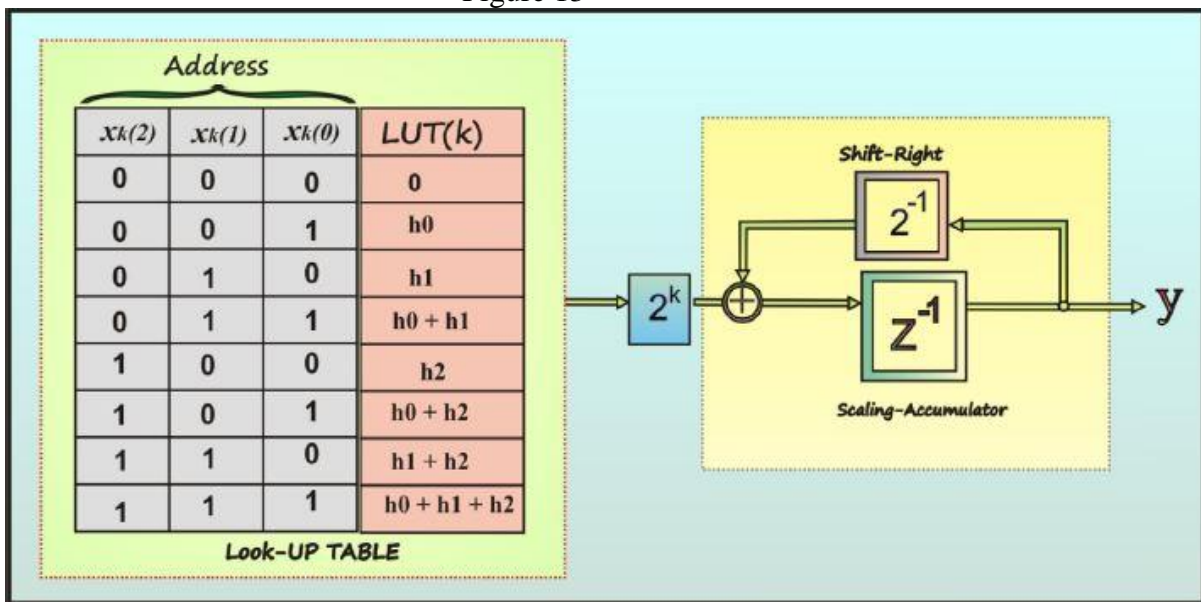 Address
xk(2) xk(1) xk(0) LUT(k)
0 0 0 0
0 0 1 h0
0 1 0 h1
0 1 1 h0 + h1
1 0 0 h2
1 0 1 h0 + h2
1 1 0 h1 + h2
1 1 1 h0 + h1 + h2
Look-UP TABLE
2^k
Shift-Right
2^-1
+
Z^-1
Scaling-Accumulator
y